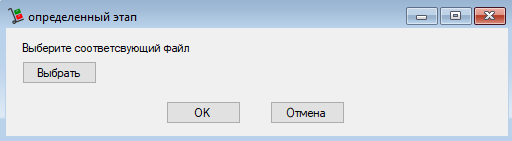 определенный этап
Выберите соответсвующий файл
Выбрать
OK
Отмена